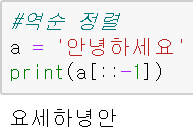 #역순 정렬
a = '안녕하세요'
print(a[::-1])
요세하녕안